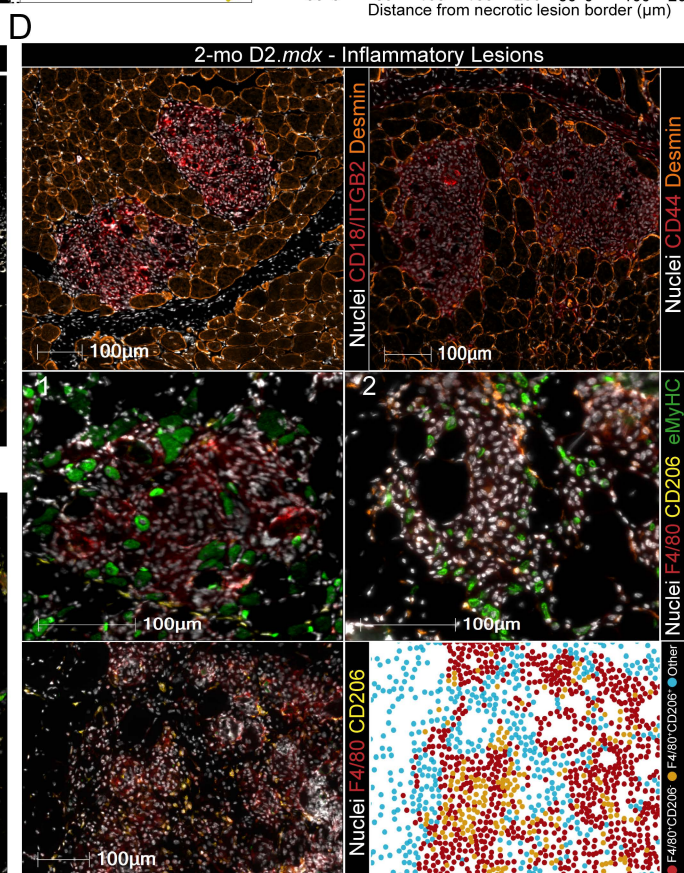 Distance from necrotic lesion border (µm)
D
2-mo D2.mdx - Inflammatory Lesions
Nuclei CD18/ITGB2 Desmin
Nuclei CD44 Desmin
100µm
100µm
1
2
Nuclei F4/80 CD206 eMyHC
100µm
100µm
Nuclei F4/80 CD206
F4/80⁺CD206⁻ F4/80⁺CD206⁺ Other
100µm